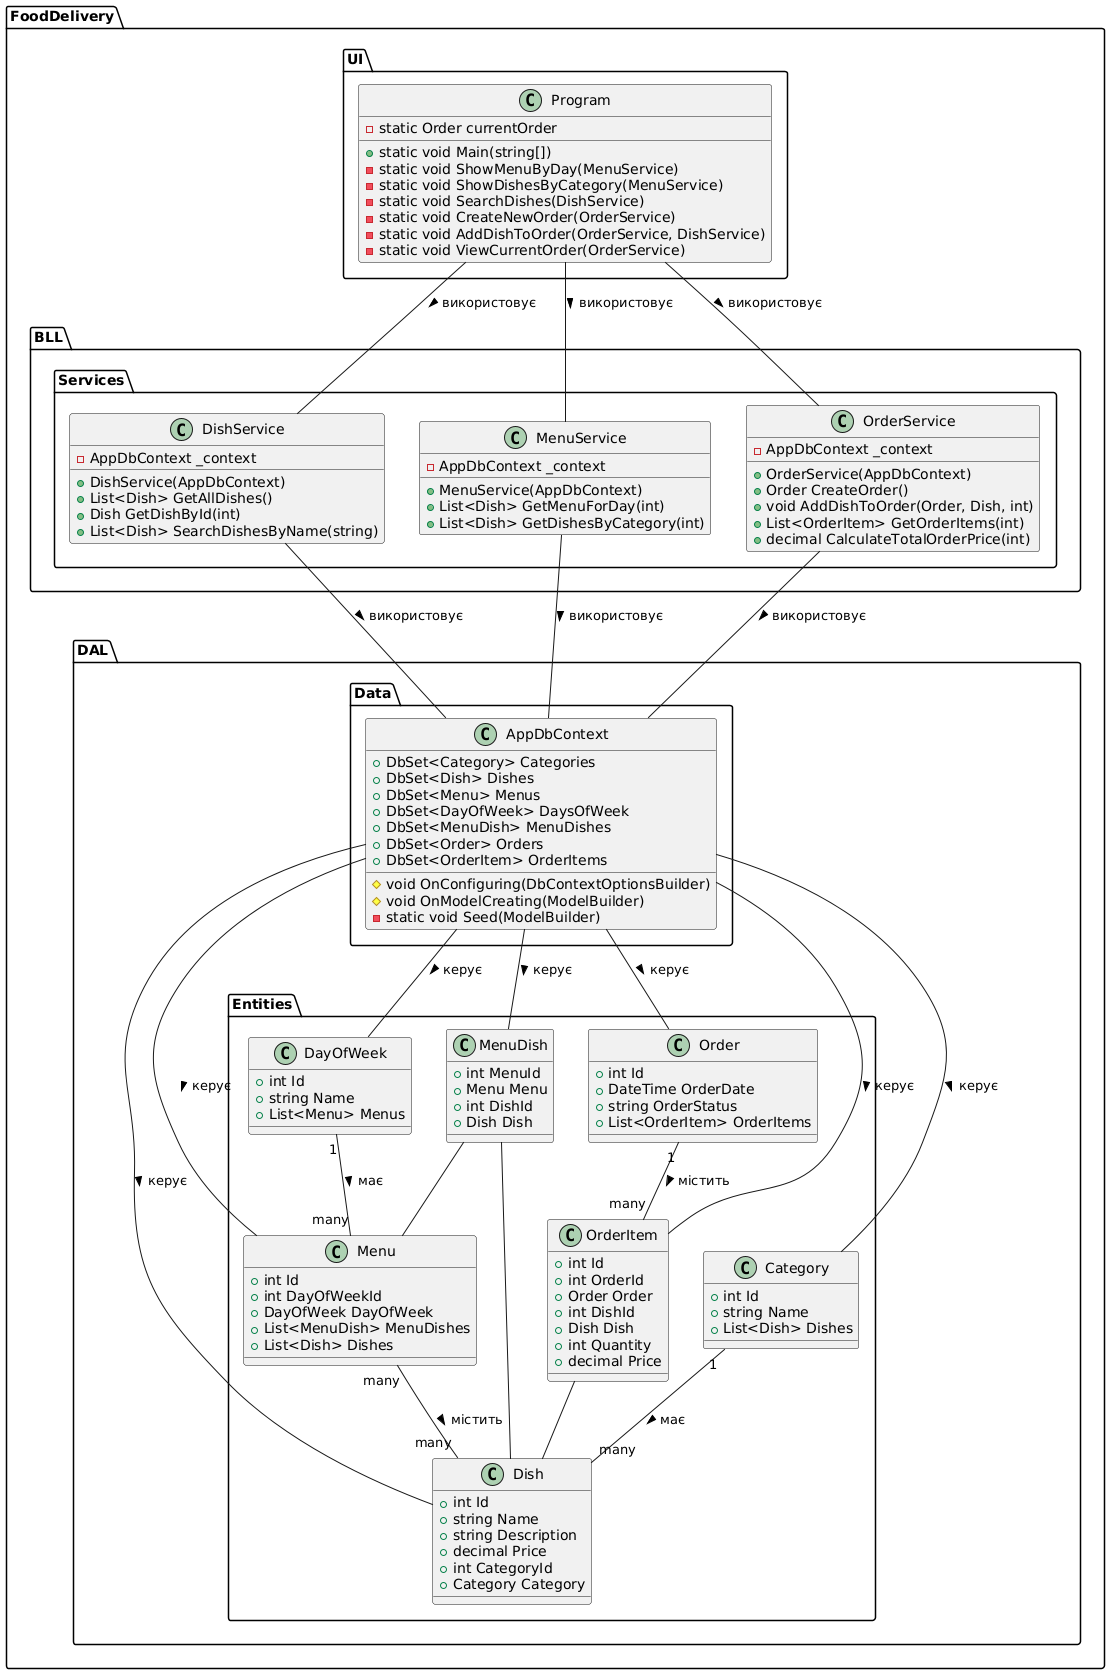 FoodDelivery
UI
C Program
static Order currentOrder
static void Main(string[])
static void ShowMenuByDay(MenuService)
static void ShowDishesByCategory(MenuService)
static void SearchDishes(DishService)
static void CreateNewOrder(OrderService)
static void AddDishToOrder(OrderService, DishService)
static void ViewCurrentOrder(OrderService)
використовує
використовує
використовує
BLL
Services
C DishService
AppDbContext _context
DishService(AppDbContext)
List<Dish> GetAllDishes()
Dish GetDishById(int)
List<Dish> SearchDishesByName(string)
C MenuService
AppDbContext _context
MenuService(AppDbContext)
List<Dish> GetMenuForDay(int)
List<Dish> GetDishesByCategory(int)
C OrderService
AppDbContext _context
OrderService(AppDbContext)
Order CreateOrder()
void AddDishToOrder(Order, Dish, int)
List<OrderItem> GetOrderItems(int)
decimal CalculateTotalOrderPrice(int)
використовує
використовує
використовує
DAL
Data
C AppDbContext
DbSet<Category> Categories
DbSet<Dish> Dishes
DbSet<Menu> Menus
DbSet<DayOfWeek> DaysOfWeek
DbSet<MenuDish> MenuDishes
DbSet<Order> Orders
DbSet<OrderItem> OrderItems
void OnConfiguring(DbContextOptionsBuilder)
void OnModelCreating(ModelBuilder)
static void Seed(ModelBuilder)
керує
керує
керує
Entities
C DayOfWeek
int Id
string Name
List<Menu> Menus
C MenuDish
int MenuId
Menu Menu
int DishId
Dish Dish
C Order
int Id
DateTime OrderDate
string OrderStatus
List<OrderItem> OrderItems
керує
керує
керує
керує
1
має
many
1
містить
many
C Menu
int Id
int DayOfWeekId
DayOfWeek DayOfWeek
List<MenuDish> MenuDishes
List<Dish> Dishes
C OrderItem
int Id
int OrderId
Order Order
int DishId
Dish Dish
int Quantity
decimal Price
C Category
int Id
string Name
List<Dish> Dishes
many
містить
many
1
має
many
C Dish
int Id
string Name
string Description
decimal Price
int CategoryId
Category Category